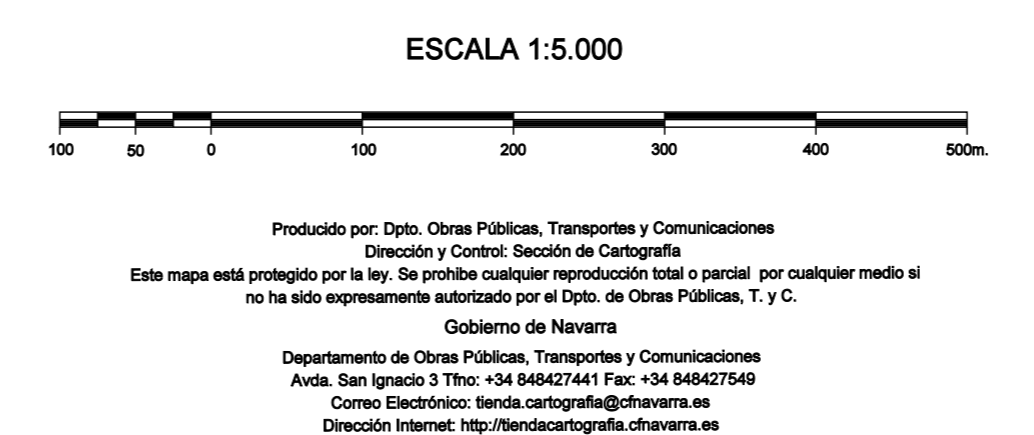 ESCALA 1:5.000
100 50 0 100 200 300 400 500m.
Producido por: Dpto. Obras Públicas, Transportes y Comunicaciones
Dirección y Control: Sección de Cartografía
Este mapa está protegido por la ley. Se prohibe cualquier reproducción total o parcial por cualquier medio si
no ha sido expresamente autorizado por el Dpto. de Obras Públicas, T. y C.
Gobierno de Navarra
Departamento de Obras Públicas, Transportes y Comunicaciones
Avda. San Ignacio 3 Tfno: +34 848427441 Fax: +34 848427549
Correo Electrónico: tienda.cartografia@cfnavarra.es
Dirección Internet: http://tiendacartografia.cfnavarra.es